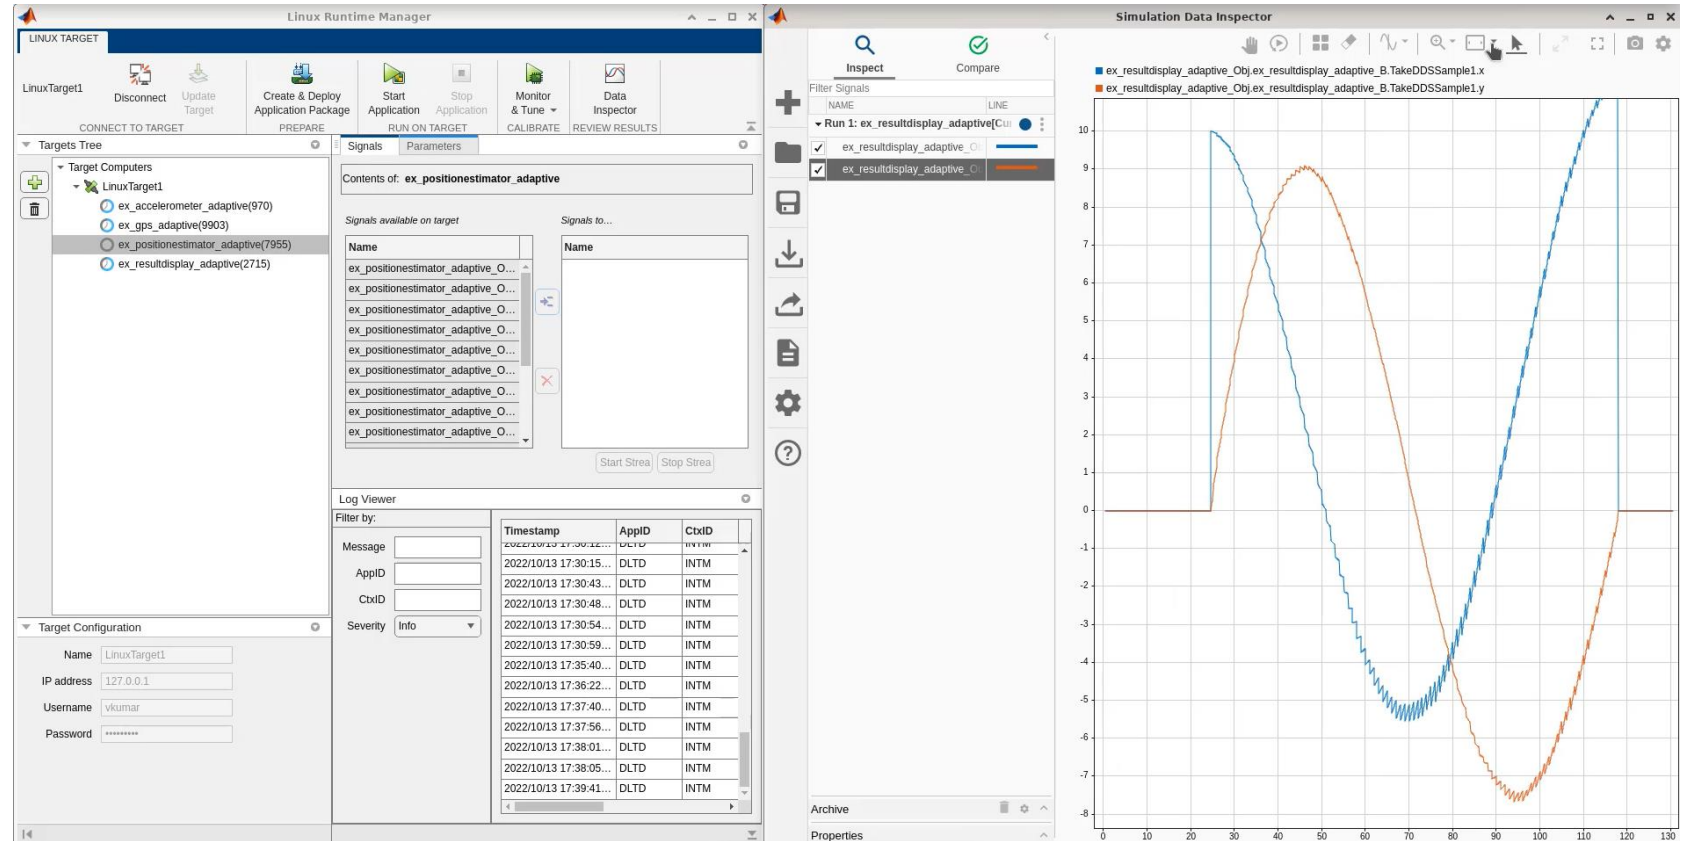 Linux Runtime Manager
LINUX TARGET
LinuxTarget1
Disconnect
Update Target
Create & Deploy Application Package
Start Application
Stop Application
Monitor & Tune
Data Inspector
CONNECT TO TARGET
PREPARE
RUN ON TARGET
CALIBRATE
REVIEW RESULTS
Targets Tree
Target Computers
LinuxTarget1
ex_accelerometer_adaptive(970)
ex_gps_adaptive(9903)
ex_positionestimator_adaptive(7955)
ex_resultdisplay_adaptive(2715)
Target Configuration
Name LinuxTarget1
IP address 127.0.0.1
Username vkumar
Password •••••••••
Signals Parameters
Contents of: ex_positionestimator_adaptive
Signals available on target
Signals to...
Name
ex_positionestimator_adaptive_O...
ex_positionestimator_adaptive_O...
ex_positionestimator_adaptive_O...
ex_positionestimator_adaptive_O...
ex_positionestimator_adaptive_O...
ex_positionestimator_adaptive_O...
ex_positionestimator_adaptive_O...
ex_positionestimator_adaptive_O...
ex_positionestimator_adaptive_O...
Name
Start Strea Stop Strea
Log Viewer
Filter by:
Message
AppID
CtxID
Severity Info
Timestamp AppID CtxID
2022/10/13 17:30:12... DLTD INTM
2022/10/13 17:30:15... DLTD INTM
2022/10/13 17:30:43... DLTD INTM
2022/10/13 17:30:48... DLTD INTM
2022/10/13 17:30:54... DLTD INTM
2022/10/13 17:30:59... DLTD INTM
2022/10/13 17:35:40... DLTD INTM
2022/10/13 17:36:22... DLTD INTM
2022/10/13 17:37:40... DLTD INTM
2022/10/13 17:37:56... DLTD INTM
2022/10/13 17:38:01... DLTD INTM
2022/10/13 17:38:05... DLTD INTM
2022/10/13 17:39:41... DLTD INTM
Simulation Data Inspector
Inspect
Compare
Filter Signals
NAME LINE
Run 1: ex_resultdisplay_adaptive[Cu
ex_resultdisplay_adaptive_O
ex_resultdisplay_adaptive_O
Archive
Properties
ex_resultdisplay_adaptive_Obj.ex_resultdisplay_adaptive_B.TakeDDSSample1.x
ex_resultdisplay_adaptive_Obj.ex_resultdisplay_adaptive_B.TakeDDSSample1.y
10
9
8
7
6
5
4
3
2
1
0
-1
-2
-3
-4
-5
-6
-7
-8
0 10 20 30 40 50 60 70 80 90 100 110 120 130